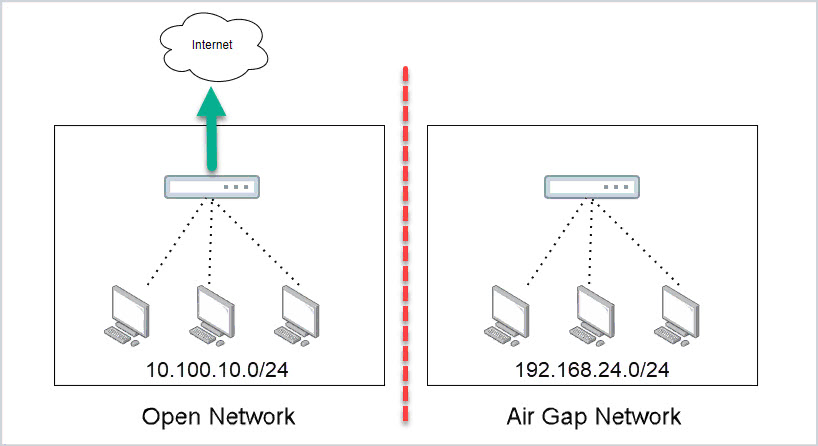 Internet
10.100.10.0/24
192.168.24.0/24
Open Network
Air Gap Network